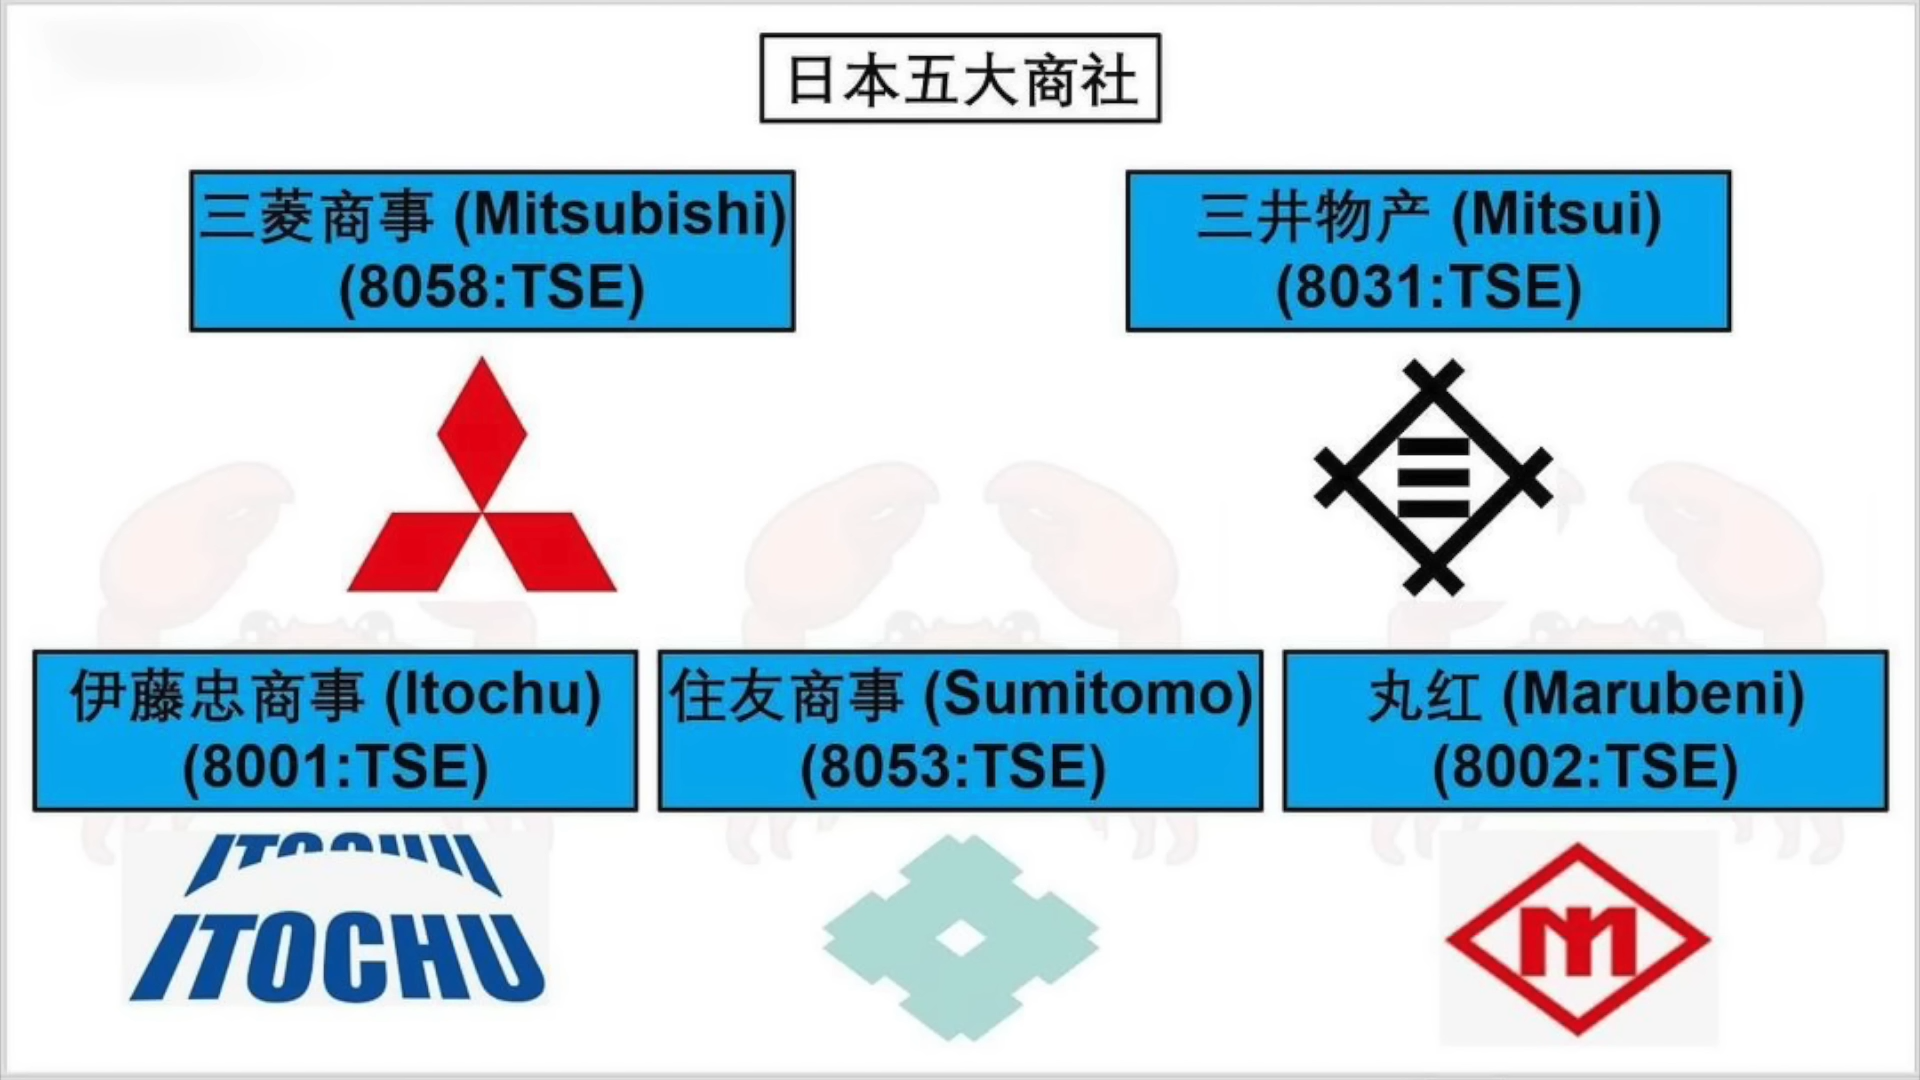 日本五大商社
三菱商事 (Mitsubishi)
(8058:TSE)
三井物产 (Mitsui)
(8031:TSE)
伊藤忠商事 (Itochu)
(8001:TSE)
住友商事 (Sumitomo)
(8053:TSE)
丸红 (Marubeni)
(8002:TSE)
ITOCHU
ITOCHU